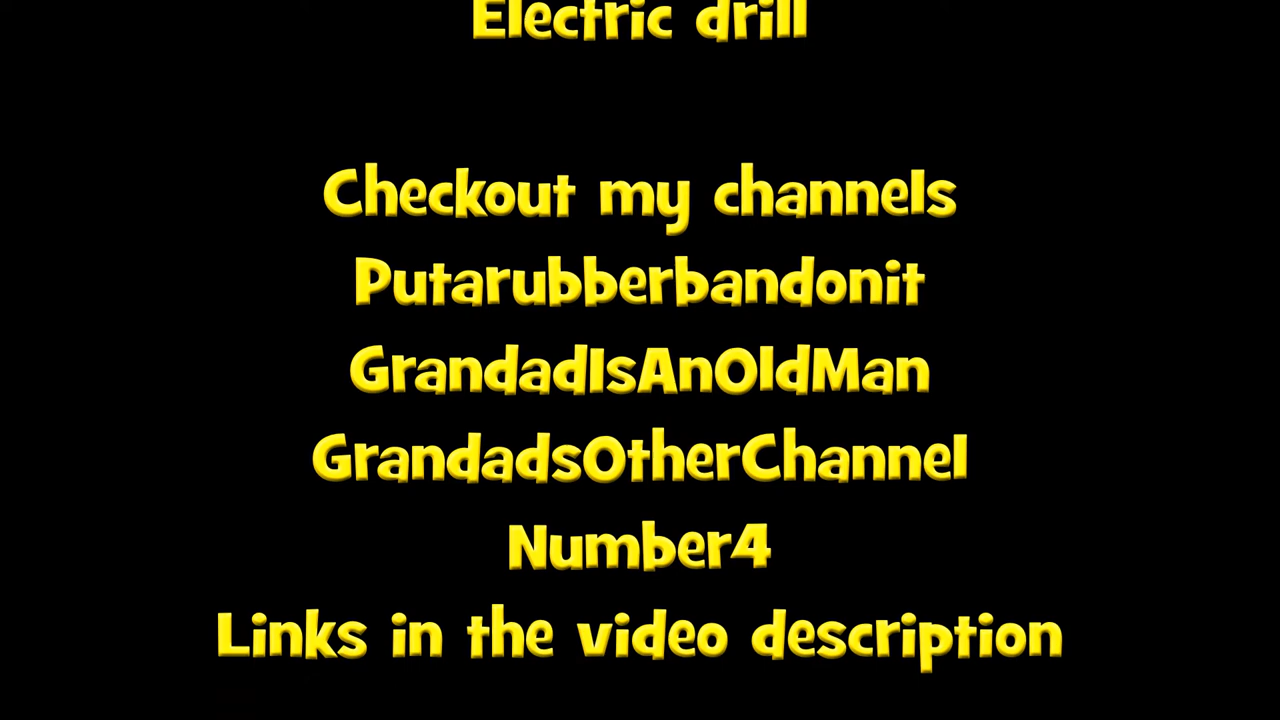 Electric drill
Checkout my channels
Putarubberbandonit
GrandadIsAnOldMan
GrandadsOtherChannel
Number4
Links in the video description